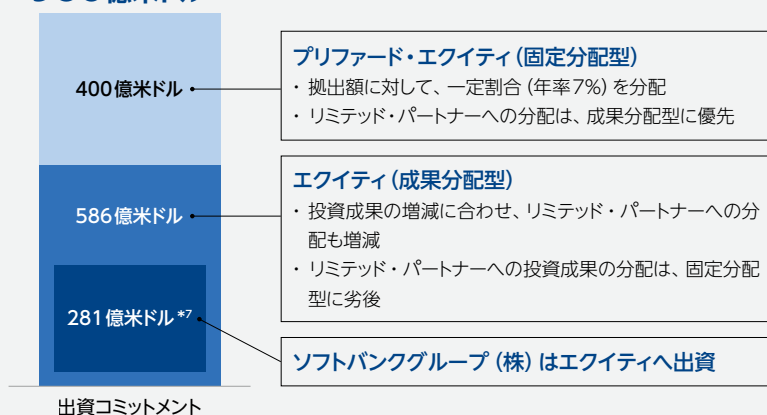 400億米ドル
プリファード・エクイティ(固定分配型)
・ 拠出額に対して、一定割合(年率7%)を分配
・ リミテッド・パートナーへの分配は、成果分配型に優先
586億米ドル
エクイティ(成果分配型)
・ 投資成果の増減に合わせ、リミテッド・パートナーへの分
配も増減
・ リミテッド・パートナーへの投資成果の分配は、固定分配
型に劣後
281億米ドル*7
ソフトバンクグループ(株)はエクイティへ出資
出資コミットメント